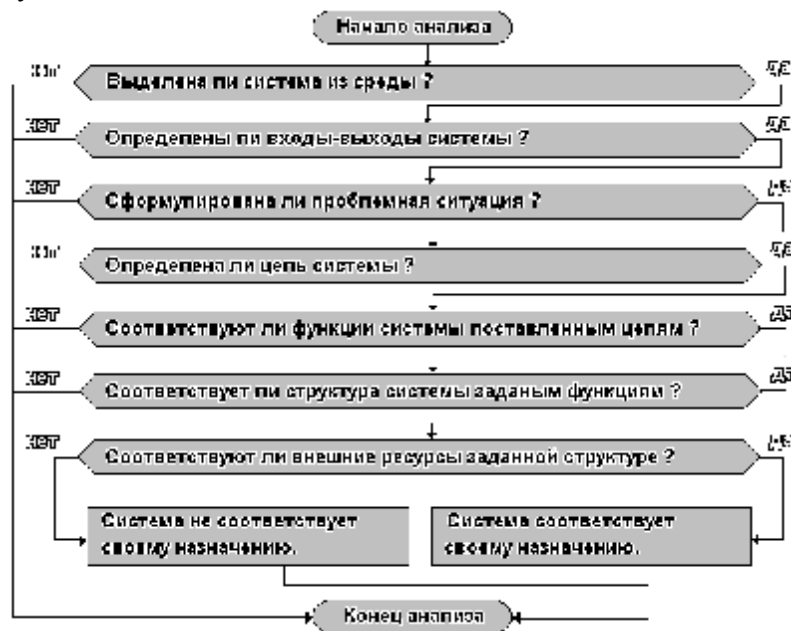 Начало анализа
ДА
Выделена ли система из среды ?
НЕТ
ДА
Определены ли входы-выходы системы ?
НЕТ
Сформулирована ли проблемная ситуация ?
ДА
Определена ли цель системы ?
НЕТ
ДА
Соответствуют ли функции системы поставленным целям ?
НЕТ
ДА
Соответствует ли структура системы заданым функциям ?
НЕТ
Соответствуют ли внешние ресурсы заданной структуре ?
Система не соответствует
своему назначению.
Система соответствует
своему назначению.
Конец анализа